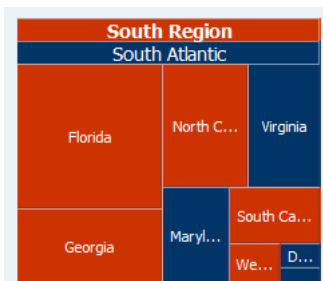 South Region
South Atlantic
Florida
North C...
Virginia
Georgia
Maryl...
South Ca...
We...
D...